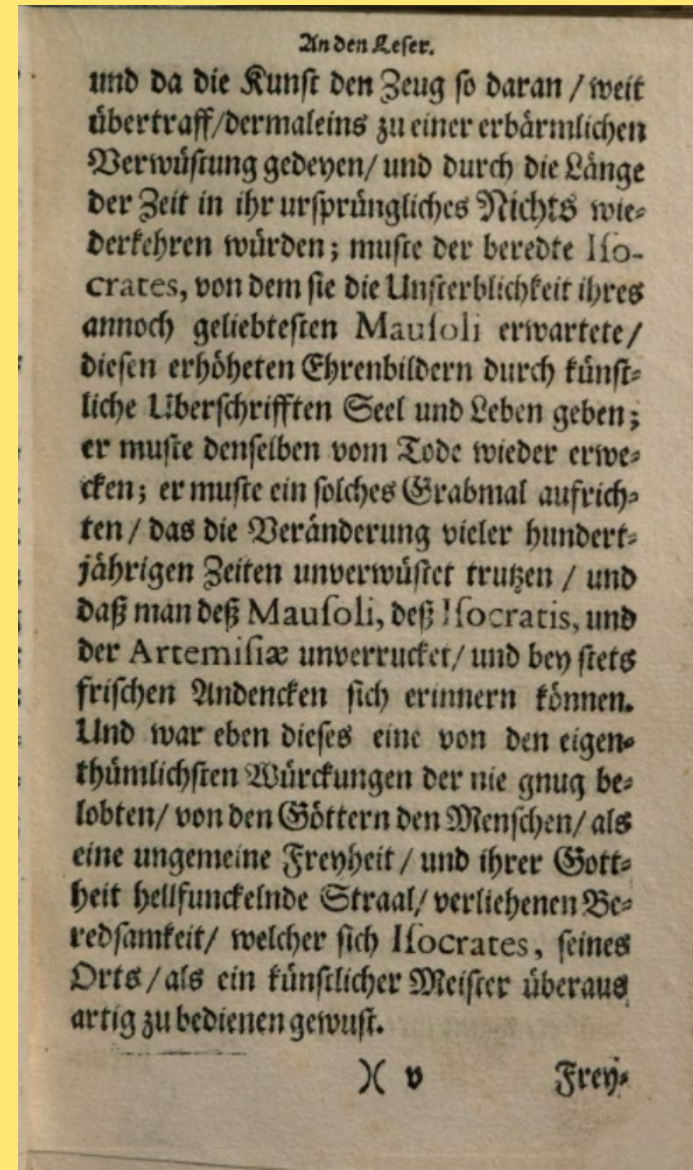 An den Leser.
und da die Kunst den Zeug so daran / weit
übertraff/dermaleins zu einer erbärmlichen
Verwüstung gedeyen/ und durch die Länge
der Zeit in ihr ursprüngliches Nichts wie-
derkehren würden; muste der beredte Iso-
crates, von dem sie die Unsterblichkeit ihres
annoch geliebtesten Mausoli erwartete/
diesen erhöheten Ehrenbildern durch künst-
liche Uberschrifften Seel und Leben geben;
er muste denselben vom Tode wieder erwe-
cken; er muste ein solches Grabmal aufrich-
ten / das die Veränderung vieler hundert-
jährigen Zeiten unverwüstet trutzen / und
daß man deß Mausoli, deß Isocratis, und
der Artemisiæ unverrucket/ und bey stets
frischen Andencken sich erinnern können.
Und war eben dieses eine von den eigen-
thümlichsten Würckungen der nie gnug be-
lobten/ von den Göttern den Menschen/ als
eine ungemeine Freyheit / und ihrer Gott-
heit hellfunckelnde Straal/ verliehenen Be-
redsamkeit/ welcher sich Isocrates, seines
Orts / als ein künstlicher Meister überaus
artig zu bedienen gewust.
)( v Frey-